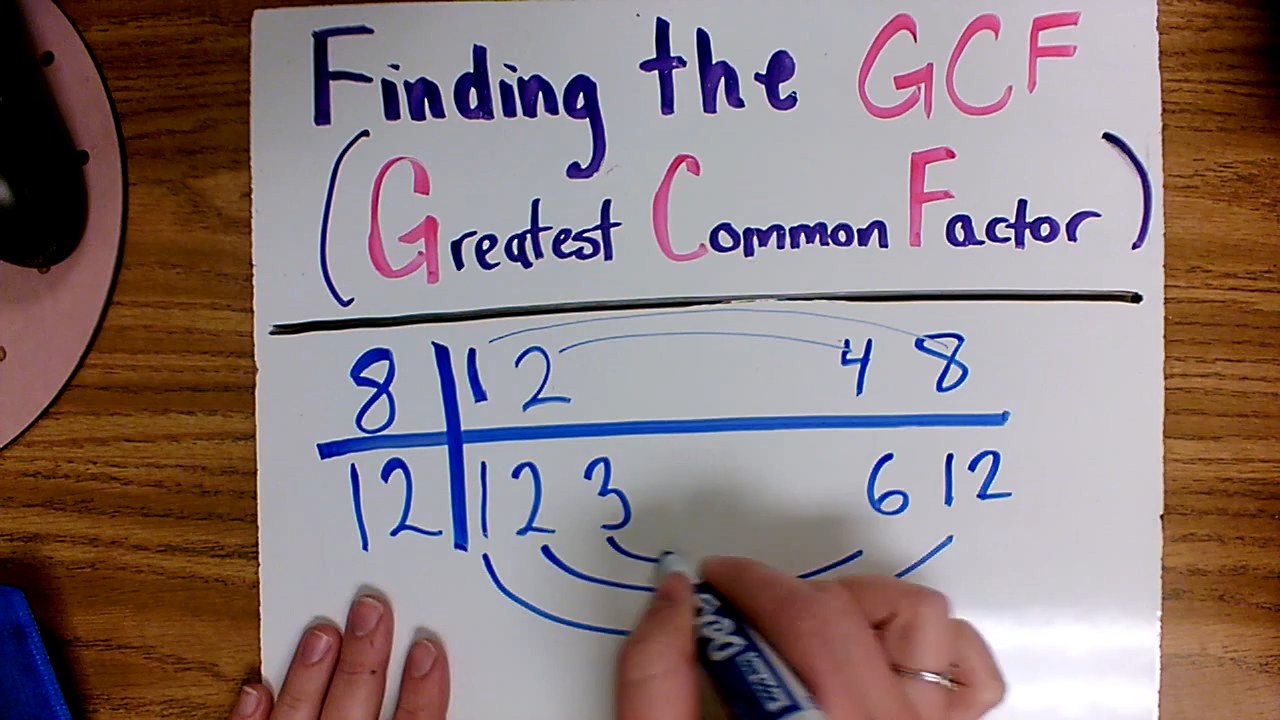 Finding the GCF
(Greatest Common Factor)
8 1 2 4 8
12 1 2 3 6 12